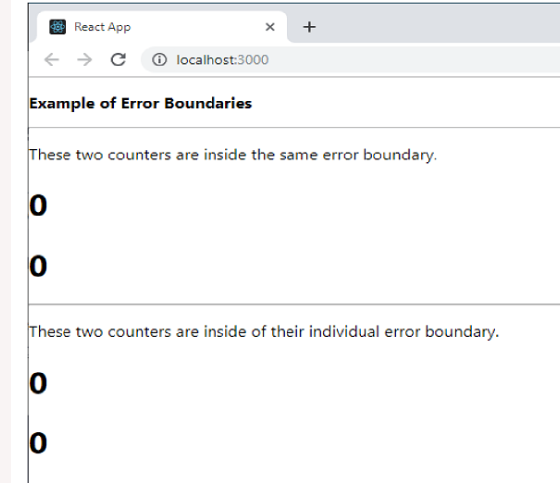 React App
localhost:3000
Example of Error Boundaries
These two counters are inside the same error boundary.
0
0
These two counters are inside of their individual error boundary.
0
0